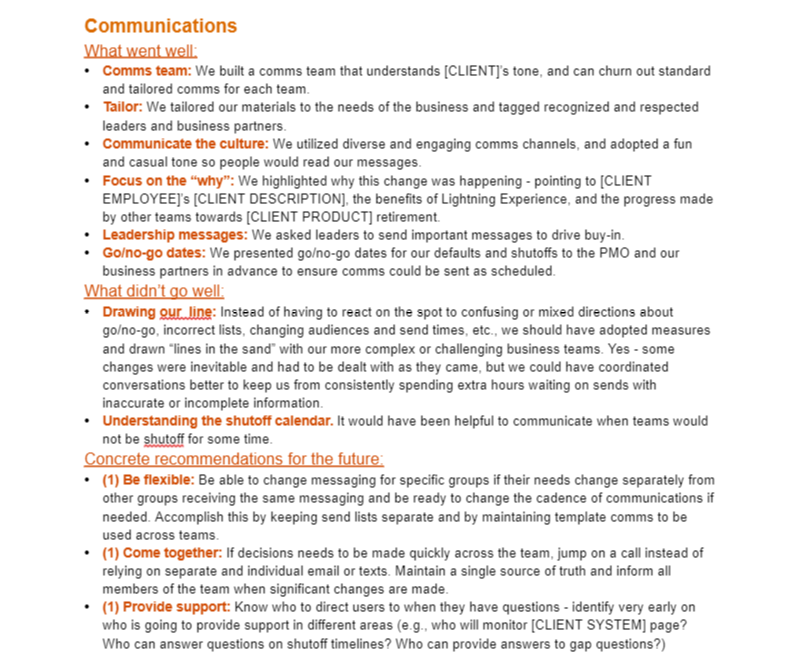 Communications
What went well:
• Comms team: We built a comms team that understands [CLIENT]'s tone, and can churn out standard
and tailored comms for each team.
• Tailor: We tailored our materials to the needs of the business and tagged recognized and respected
leaders and business partners.
• Communicate the culture: We utilized diverse and engaging comms channels, and adopted a fun
and casual tone so people would read our messages.
• Focus on the “why”: We highlighted why this change was happening - pointing to [CLIENT
EMPLOYEE]'s [CLIENT DESCRIPTION], the benefits of Lightning Experience, and the progress made
by other teams towards [CLIENT PRODUCT] retirement.
• Leadership messages: We asked leaders to send important messages to drive buy-in.
• Go/no-go dates: We presented go/no-go dates for our defaults and shutoffs to the PMO and our
business partners in advance to ensure comms could be sent as scheduled.
What didn't go well:
• Drawing our line: Instead of having to react on the spot to confusing or mixed directions about
go/no-go, incorrect lists, changing audiences and send times, etc., we should have adopted measures
and drawn “lines in the sand” with our more complex or challenging business teams. Yes - some
changes were inevitable and had to be dealt with as they came, but we could have coordinated
conversations better to keep us from consistently spending extra hours waiting on sends with
inaccurate or incomplete information.
• Understanding the shutoff calendar. It would have been helpful to communicate when teams would
not be shutoff for some time.
Concrete recommendations for the future:
• (1) Be flexible: Be able to change messaging for specific groups if their needs change separately from
other groups receiving the same messaging and be ready to change the cadence of communications if
needed. Accomplish this by keeping send lists separate and by maintaining template comms to be
used across teams.
• (1) Come together: If decisions needs to be made quickly across the team, jump on a call instead of
relying on separate and individual email or texts. Maintain a single source of truth and inform all
members of the team when significant changes are made.
• (1) Provide support: Know who to direct users to when they have questions - identify very early on
who is going to provide support in different areas (e.g., who will monitor [CLIENT SYSTEM] page?
Who can answer questions on shutoff timelines? Who can provide answers to gap questions?)